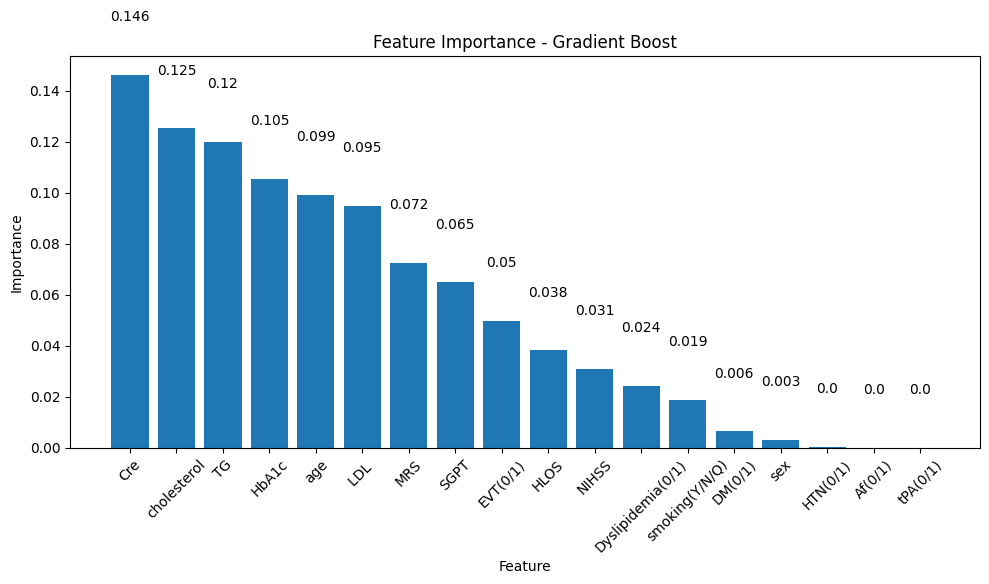 Feature Importance - Gradient Boost
Importance
0.14
0.12
0.10
0.08
0.06
0.04
0.02
0.00
0.146
0.125
0.12
0.105
0.099
0.095
0.072
0.065
0.05
0.038
0.031
0.024
0.019
0.006
0.003
0.0
0.0
0.0
Cre
cholesterol
TG
HbA1c
age
LDL
MRS
SGPT
EVT(0/1)
HLOS
NIHSS
Dyslipidemia(0/1)
smoking(Y/N/Q)
DM(0/1)
sex
HTN(0/1)
Af(0/1)
tPA(0/1)
Feature